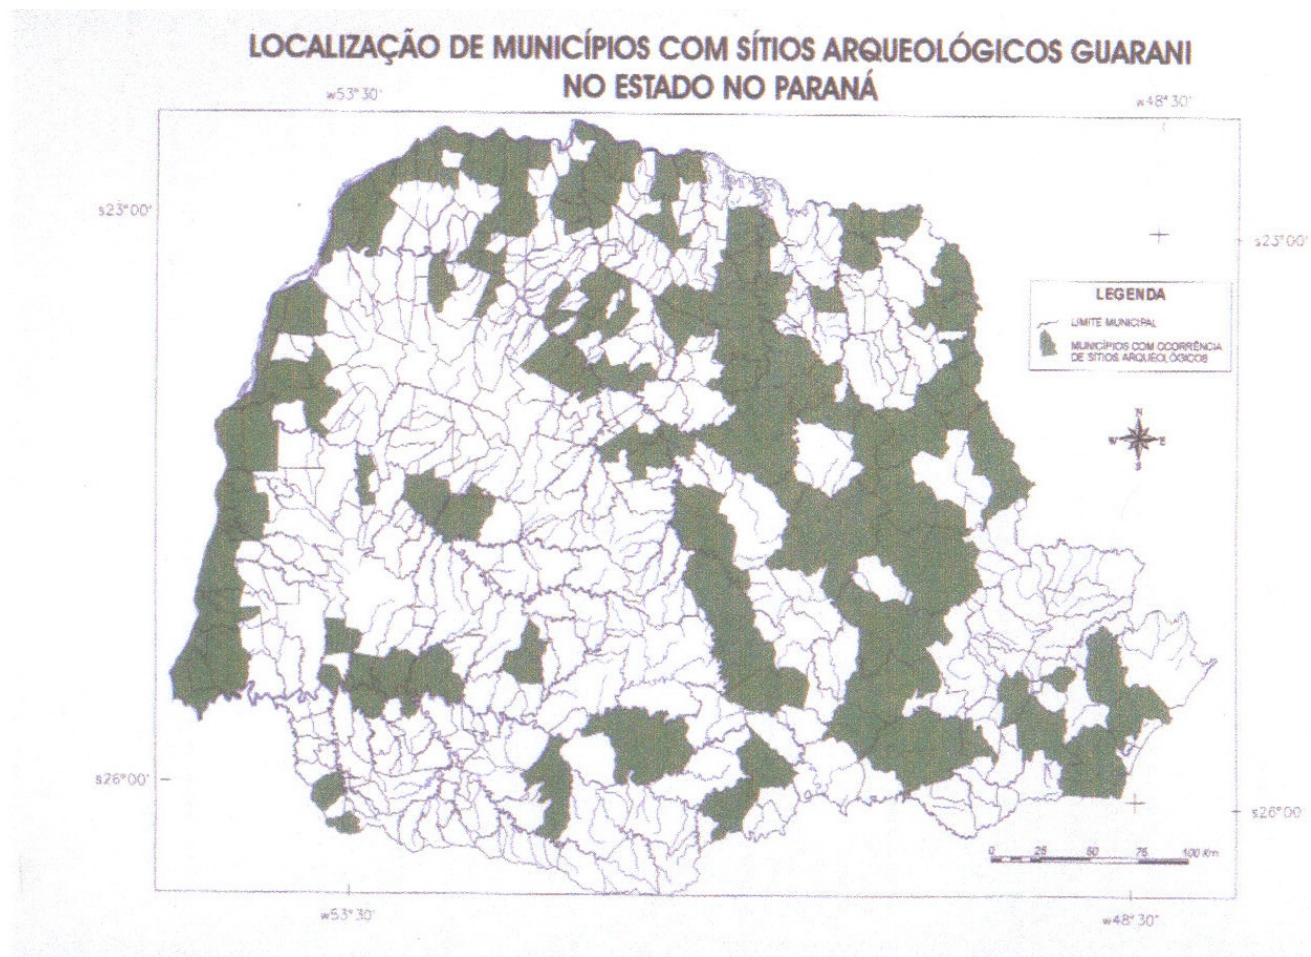 LOCALIZAÇÃO DE MUNICÍPIOS COM SÍTIOS ARQUEOLÓGICOS GUARANI
NO ESTADO NO PARANÁ
w53°30'
w48°30'
s23°00'
s23°00'
LEGENDA
LIMITE MUNICIPAL
MUNICÍPIOS COM OCORRÊNCIA
DE SÍTIOS ARQUEOLÓGICOS
N
W E
S
s26°00'
s26°00
0 25 50 75 100 Km
w53°30'
w48°30'